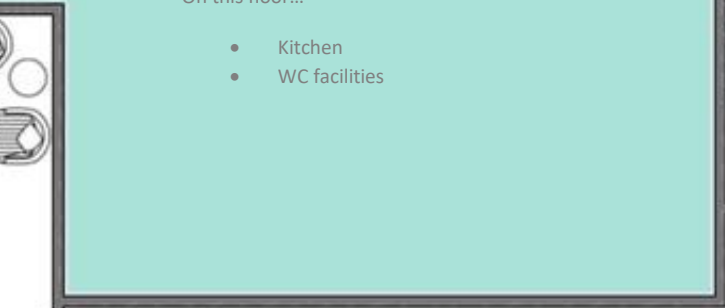 On this floor...
• Kitchen
• WC facilities